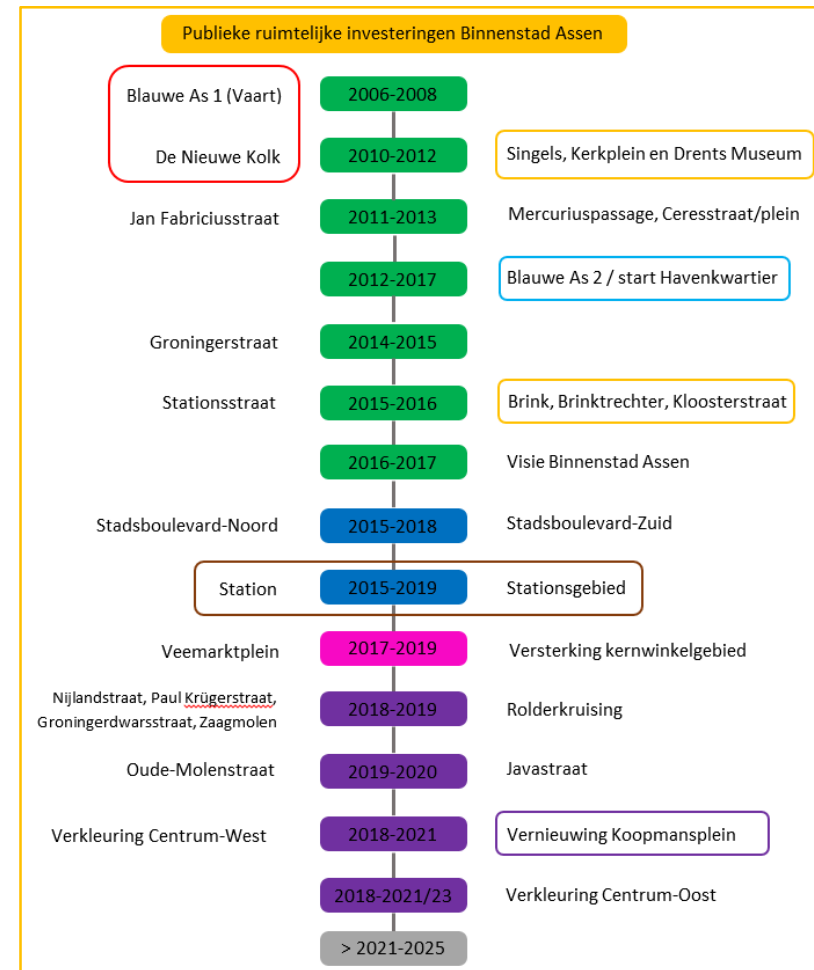 Publieke ruimtelijke investeringen Binnenstad Assen
Blauwe As 1 (Vaart)
2006-2008
De Nieuwe Kolk
2010-2012
Singels, Kerkplein en Drents Museum
Jan Fabriciusstraat
2011-2013
Mercuriuspassage, Ceresstraat/plein
2012-2017
Blauwe As 2 / start Havenkwartier
Groningerstraat
2014-2015
Stationsstraat
2015-2016
Brink, Brinktrechter, Kloosterstraat
2016-2017
Visie Binnenstad Assen
Stadsboulevard-Noord
2015-2018
Stadsboulevard-Zuid
Station
2015-2019
Stationsgebied
Veemarktplein
2017-2019
Versterking kernwinkelgebied
Nijlandstraat, Paul Krügerstraat,
Groningerdwarsstraat, Zaagmolen
2018-2019
Rolderkruising
Oude-Molenstraat
2019-2020
Javastraat
Verkleuring Centrum-West
2018-2021
Vernieuwing Koopmansplein
2018-2021/23
Verkleuring Centrum-Oost
> 2021-2025